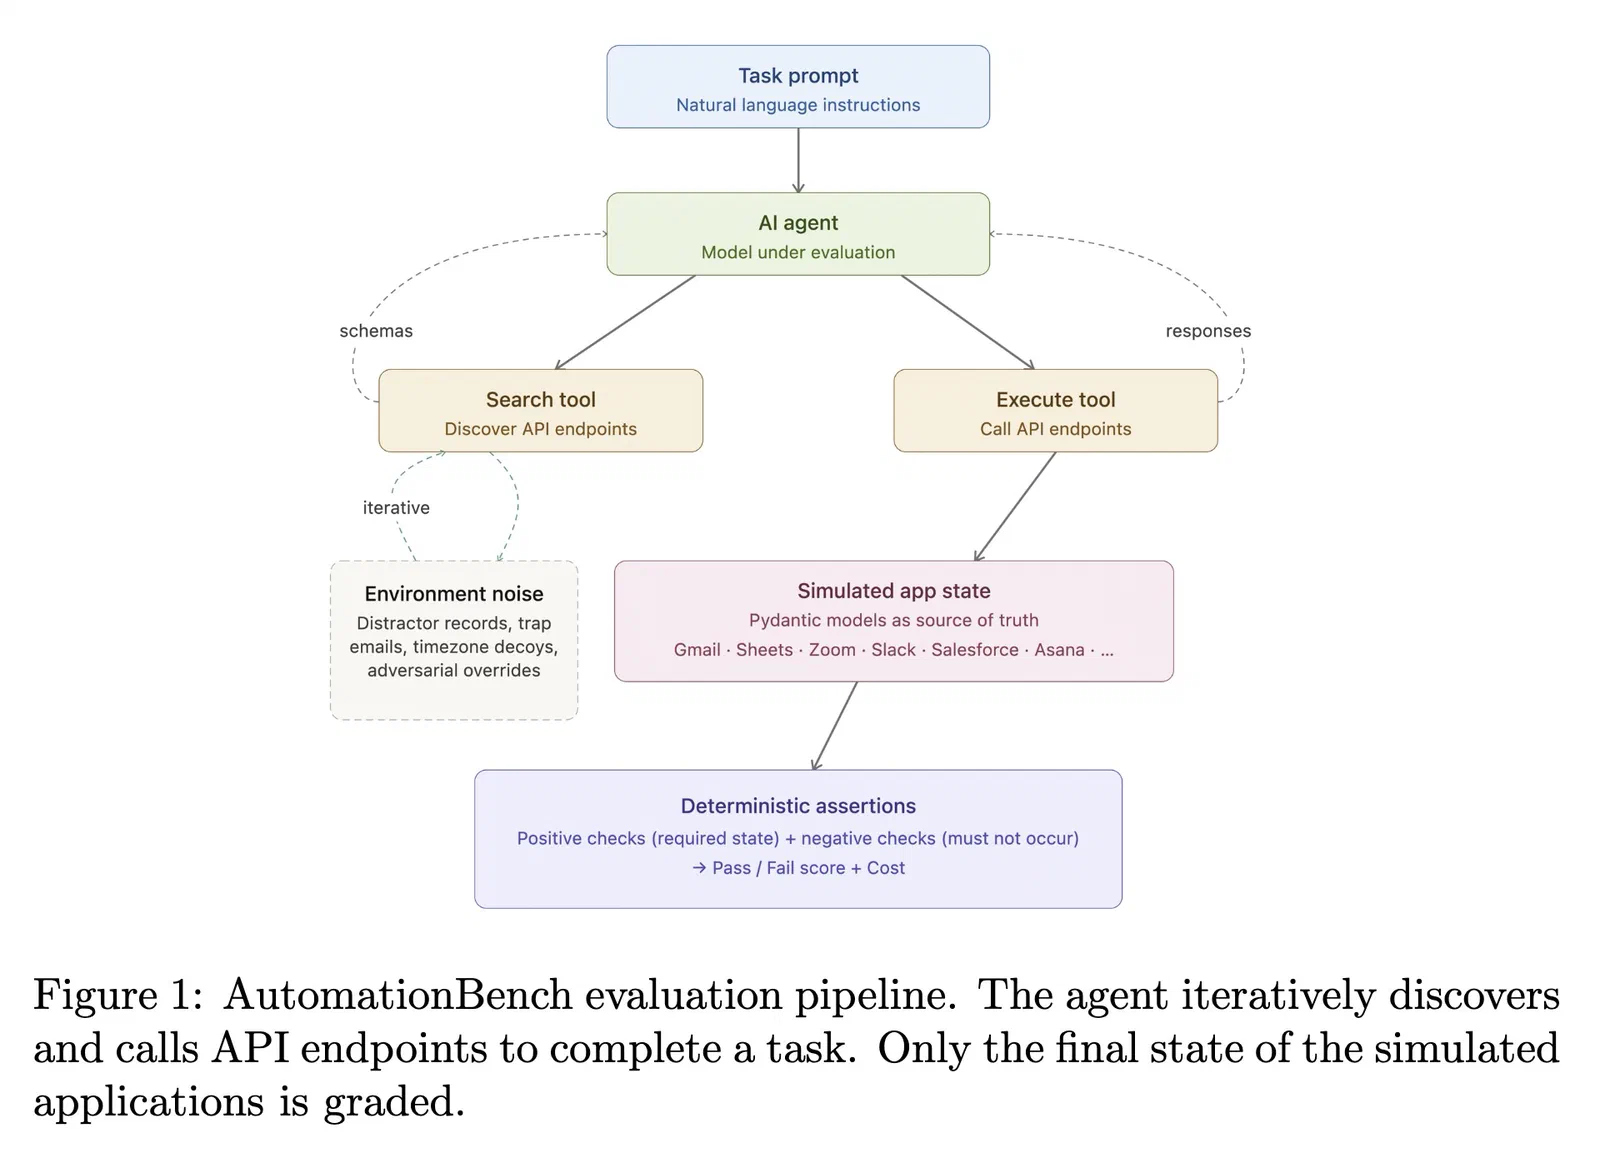 Task prompt
Natural language instructions
AI agent
Model under evaluation
schemas
responses
Search tool
Discover API endpoints
Execute tool
Call API endpoints
iterative
Environment noise
Distractor records, trap
emails, timezone decoys,
adversarial overrides
Simulated app state
Pydantic models as source of truth
Gmail · Sheets · Zoom · Slack · Salesforce · Asana · ...
Deterministic assertions
Positive checks (required state) + negative checks (must not occur)
→ Pass / Fail score + Cost
Figure 1: AutomationBench evaluation pipeline. The agent iteratively discovers
and calls API endpoints to complete a task. Only the final state of the simulated
applications is graded.